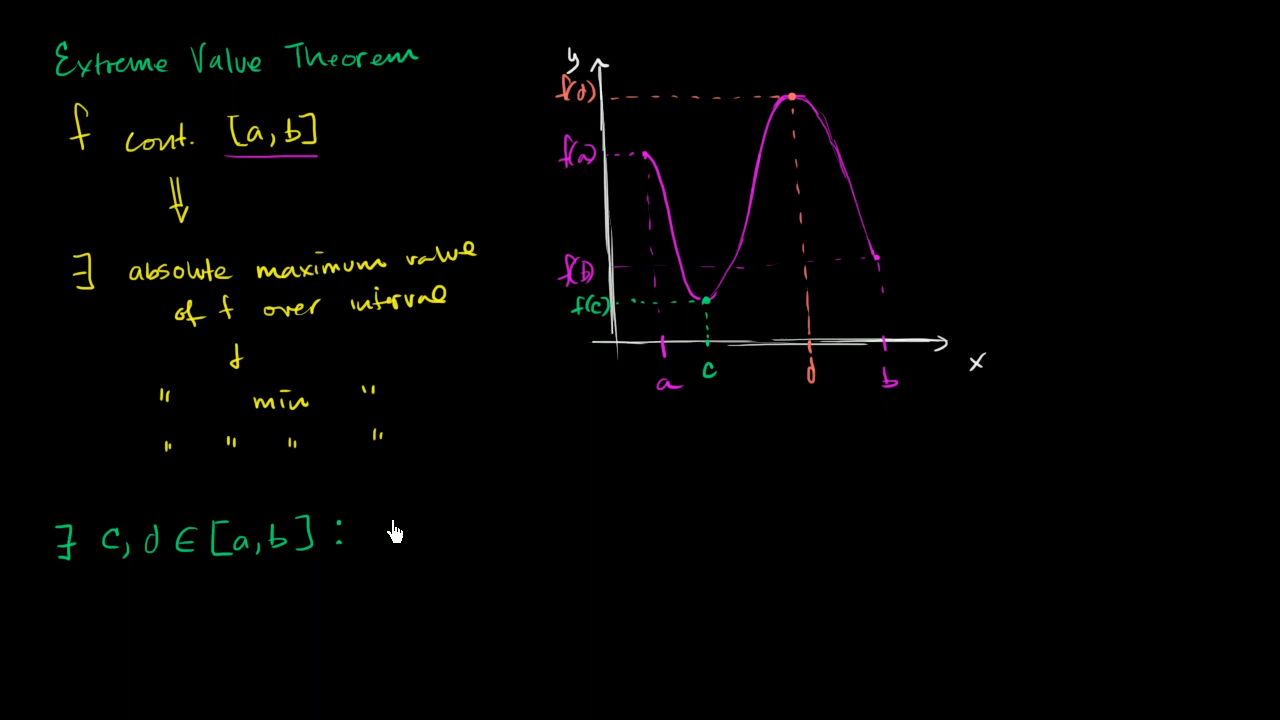 Extreme Value Theorem
f cont. [a,b]
⇓
∃ absolute maximum value
of f over interval
"     min     "
"   "   "   "
∃ c, d ∈ [a,b] :
y
f(d)
f(a)
f(b)
f(c)
a c d b
x